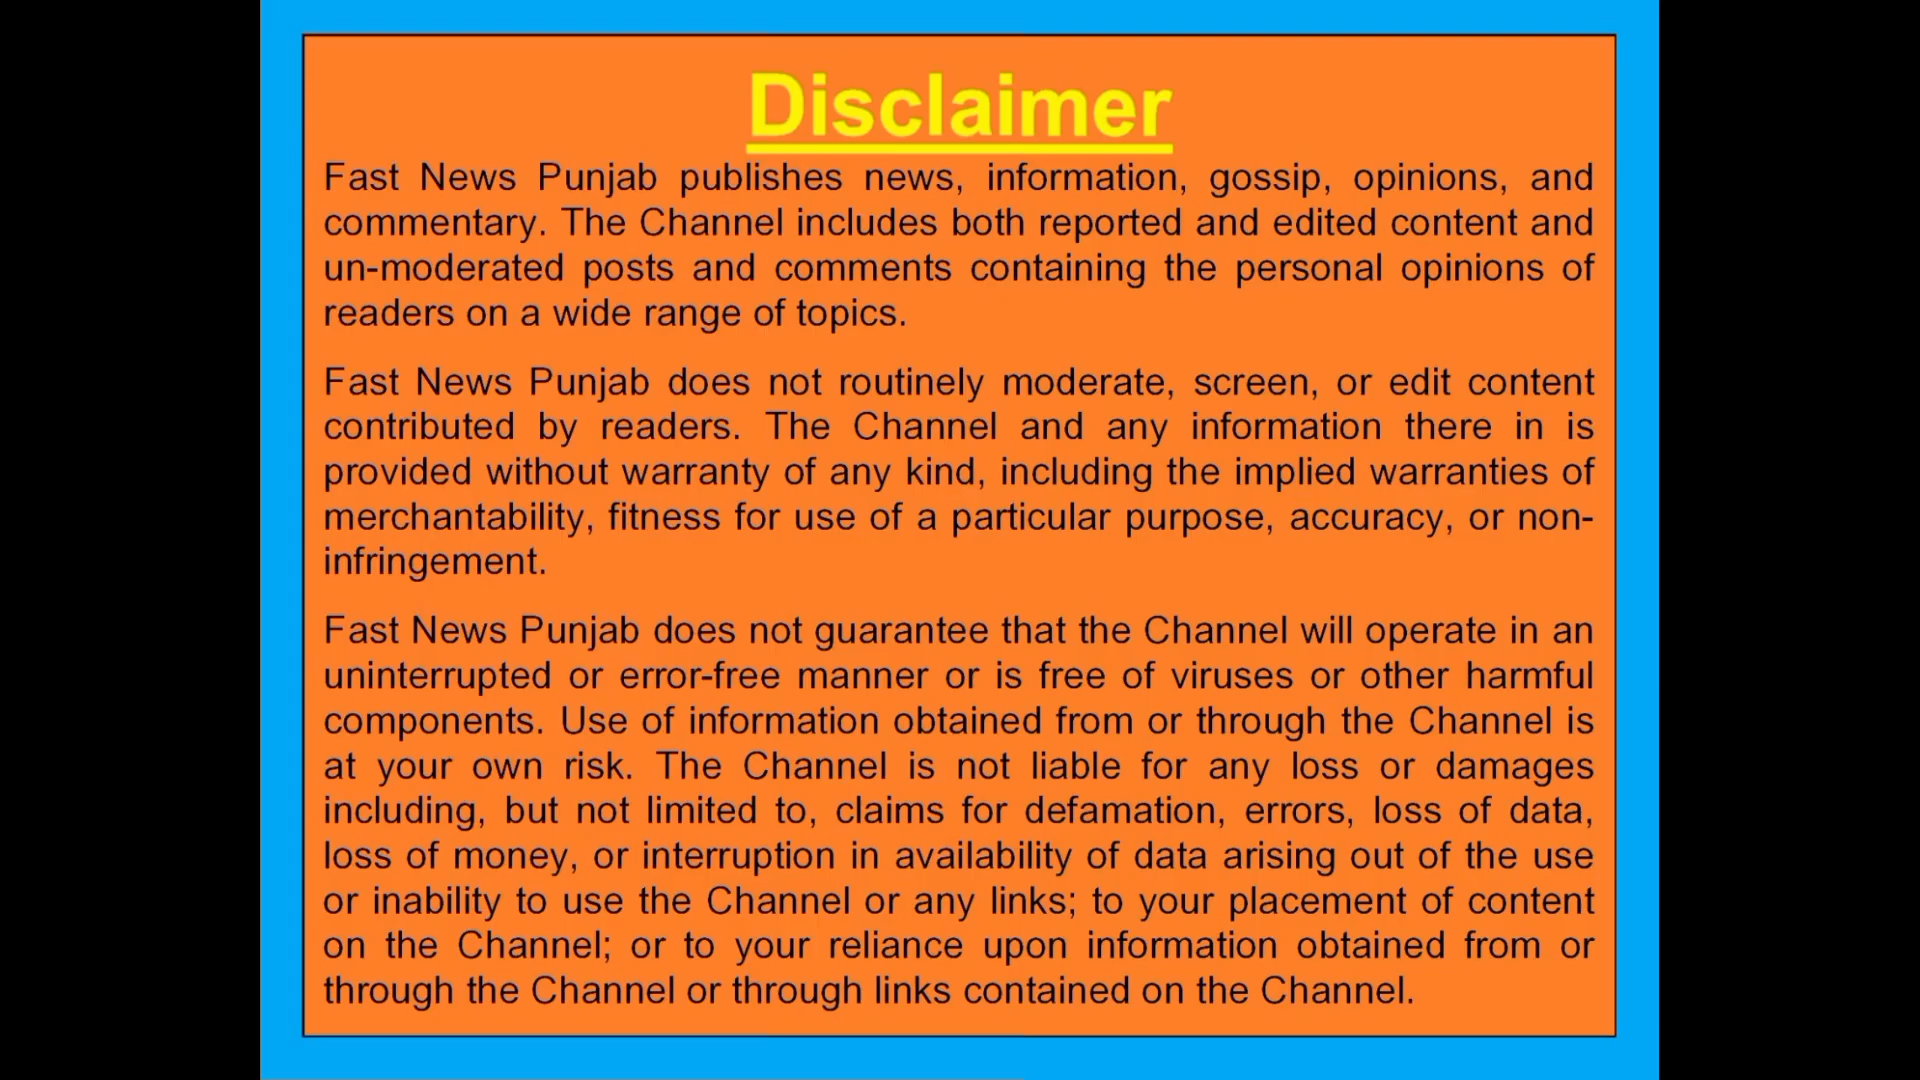 Disclaimer
Fast News Punjab publishes news, information, gossip, opinions, and
commentary. The Channel includes both reported and edited content and
un-moderated posts and comments containing the personal opinions of
readers on a wide range of topics.
Fast News Punjab does not routinely moderate, screen, or edit content
contributed by readers. The Channel and any information there in is
provided without warranty of any kind, including the implied warranties of
merchantability, fitness for use of a particular purpose, accuracy, or non-
infringement.
Fast News Punjab does not guarantee that the Channel will operate in an
uninterrupted or error-free manner or is free of viruses or other harmful
components. Use of information obtained from or through the Channel is
at your own risk. The Channel is not liable for any loss or damages
including, but not limited to, claims for defamation, errors, loss of data,
loss of money, or interruption in availability of data arising out of the use
or inability to use the Channel or any links; to your placement of content
on the Channel; or to your reliance upon information obtained from or
through the Channel or through links contained on the Channel.